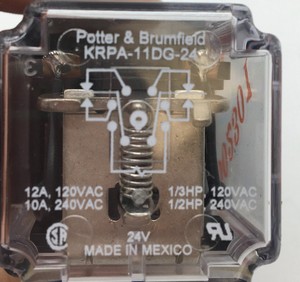 Potter & Brumfield
KRPA-11DG-24
12A, 120VAC 1/3HP, 120VAC
10A, 240VAC 1/2HP, 240VAC
24V
MADE IN MEXICO